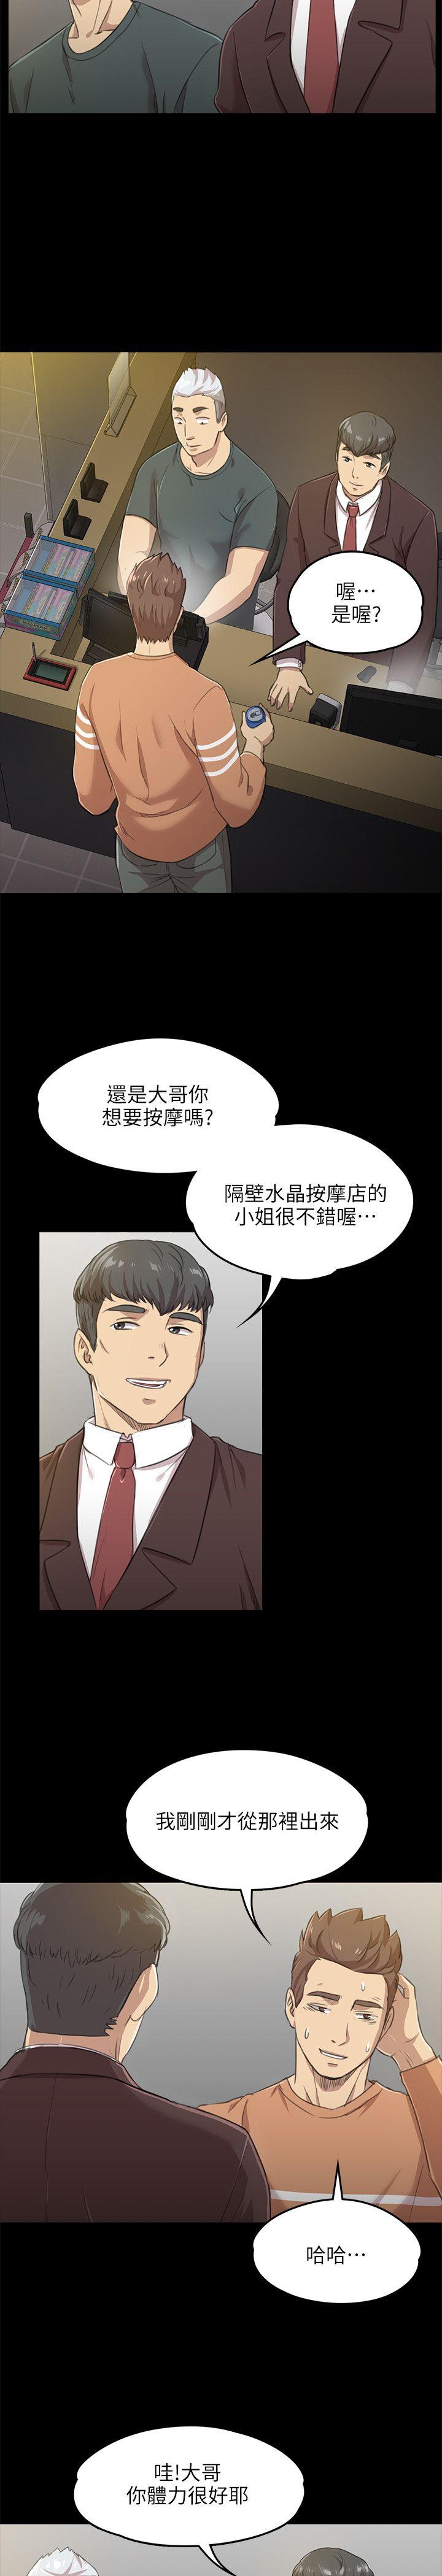 喔…
是喔?
還是大哥你
想要按摩嗎?
隔壁水晶按摩店的
小姐很不錯喔…
我剛剛才從那裡出來
哈哈…
哇!大哥
你體力很好耶